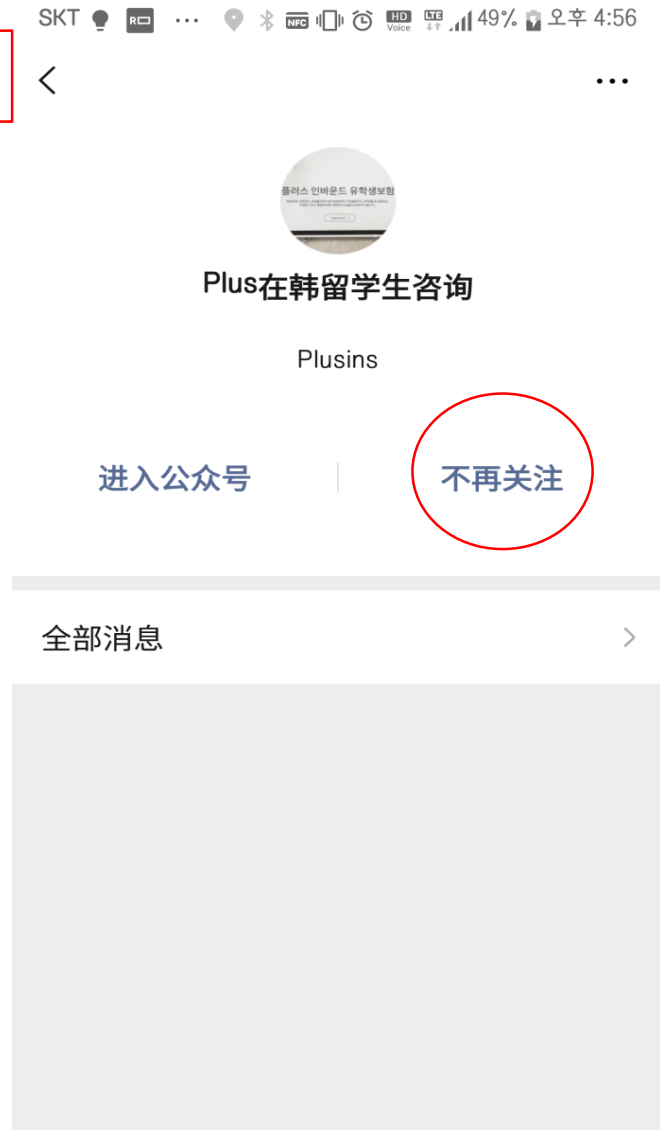 SKT ... NFC HD Voice LTE 49% 오후 4:56
플러스 인바운드 유학생보험
Plus在韩留学生咨询
Plusins
进入公众号 不再关注
全部消息